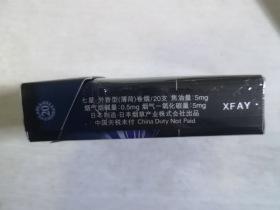 七星 外香型(薄荷)卷烟/20支 焦油量:5mg
烟气烟碱量:0.5mg 烟气一氧化碳量:5mg
日本制造·日本烟草产业株式会社出品
中国关税未付 China Duty Not Paid
XFAY
20